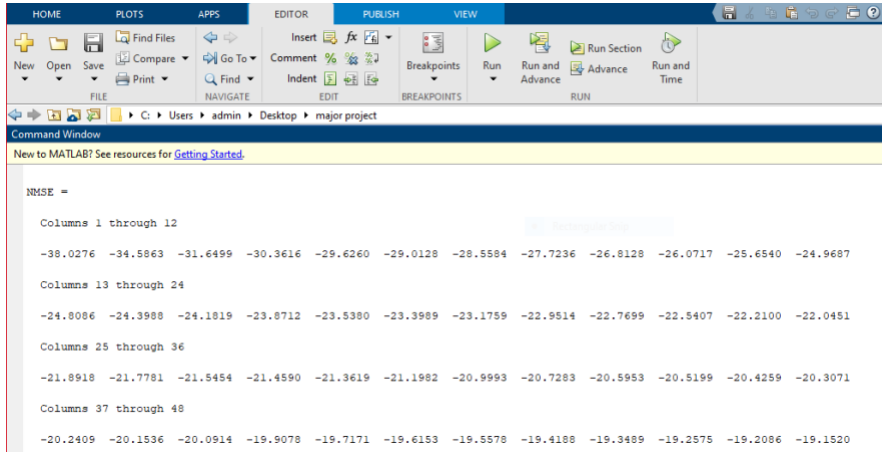 HOME PLOTS APPS EDITOR PUBLISH VIEW
Find Files Insert fx
New Open Save Compare Go To Comment % Breakpoints Run Run and Advance Run Section Advance Run and Time
Print Find Indent
FILE NAVIGATE EDIT BREAKPOINTS RUN
C: Users admin Desktop major project
Command Window
New to MATLAB? See resources for Getting Started.
NMSE =
Columns 1 through 12
-38.0276 -34.5863 -31.6499 -30.3616 -29.6260 -29.0128 -28.5584 -27.7236 -26.8128 -26.0717 -25.6540 -24.9687
Columns 13 through 24
-24.8086 -24.3988 -24.1819 -23.8712 -23.5380 -23.3989 -23.1759 -22.9514 -22.7699 -22.5407 -22.2100 -22.0451
Columns 25 through 36
-21.8918 -21.7781 -21.5454 -21.4590 -21.3619 -21.1982 -20.9993 -20.7283 -20.5953 -20.5199 -20.4259 -20.3071
Columns 37 through 48
-20.2409 -20.1536 -20.0914 -19.9078 -19.7171 -19.6153 -19.5578 -19.4188 -19.3489 -19.2575 -19.2086 -19.1520